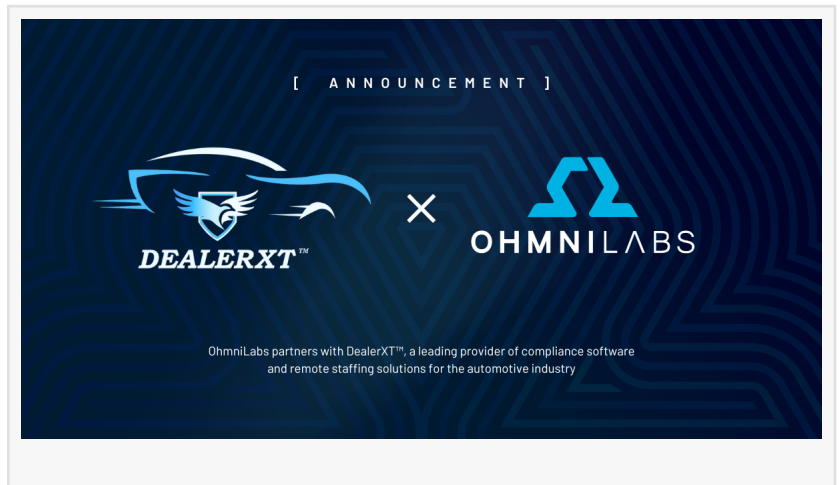 [ ANNOUNCEMENT ]
DEALERXT™
OHMNILABS
OhmniLabs partners with DealerXT™, a leading provider of compliance software
and remote staffing solutions for the automotive industry